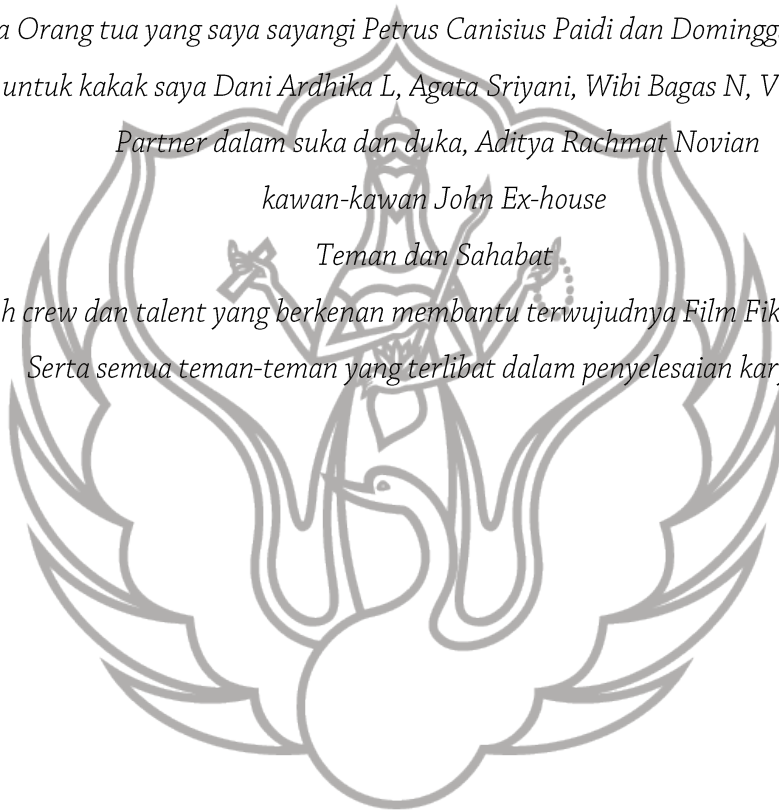 a Orang tua yang saya sayangi Petrus Canisius Paidi dan
untuk kakak saya Dani Ardhika L, Agata Sriyani, Wibi Bagas N, V
Partner dalam suka dan duka, Aditya Rachmat Novian
kawan-kawan John Ex-house
Teman dan Sahabat
h crew dan talent yang berkenan membantu terwujudnya Film Fik
Serta semua teman-teman yang terlibat dalam penyelesaian